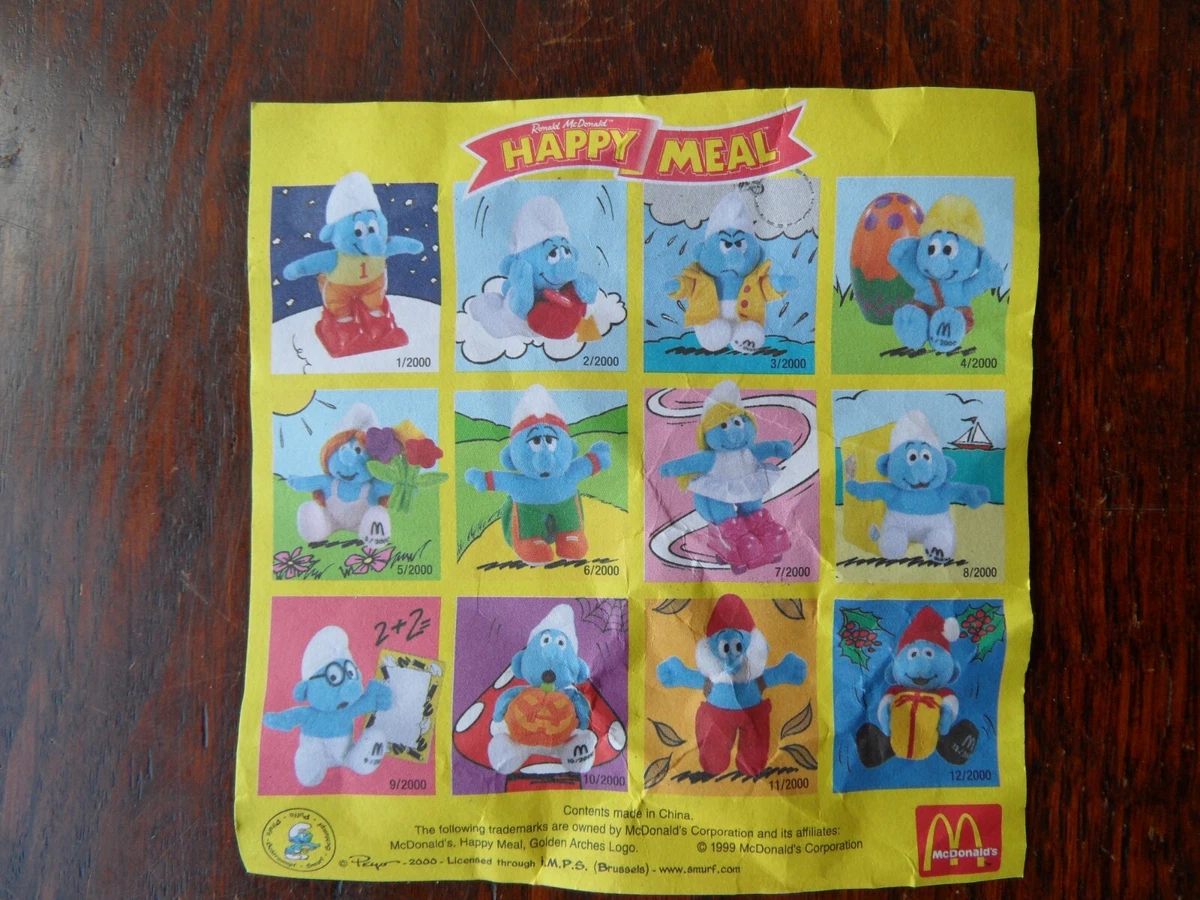 Ronald McDonald™
HAPPY MEAL™
1
1/2000
2/2000
3/2000
M
2000
4/2000
5/2000
6/2000
7/2000
8/2000
2+2=
9/2000
10/2000
11/2000
12/2000
Contents made in China.
The following trademarks are owned by McDonald's Corporation and its affiliates:
McDonald's, Happy Meal, Golden Arches Logo. © 1999 McDonald's Corporation
© Peyo - 2000 - Licensed through I.M.P.S. (Brussels) - www.smurf.com
McDonald's